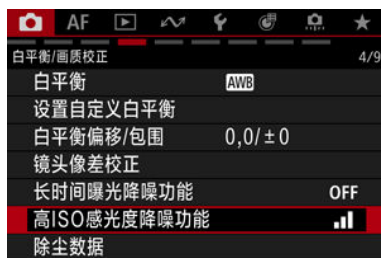 AF
白平衡/画质校正 4/9
白平衡 AWB
设置自定义白平衡
白平衡偏移/包围 0,0/±0
镜头像差校正
长时间曝光降噪功能 OFF
高ISO感光度降噪功能
除尘数据